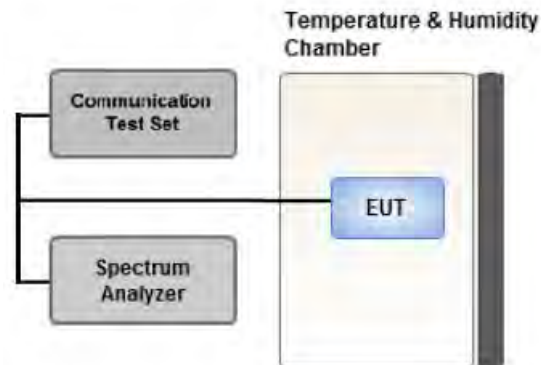 Temperature & Humidity
Chamber
Communication
Test Set
EUT
Spectrum
Analyzer